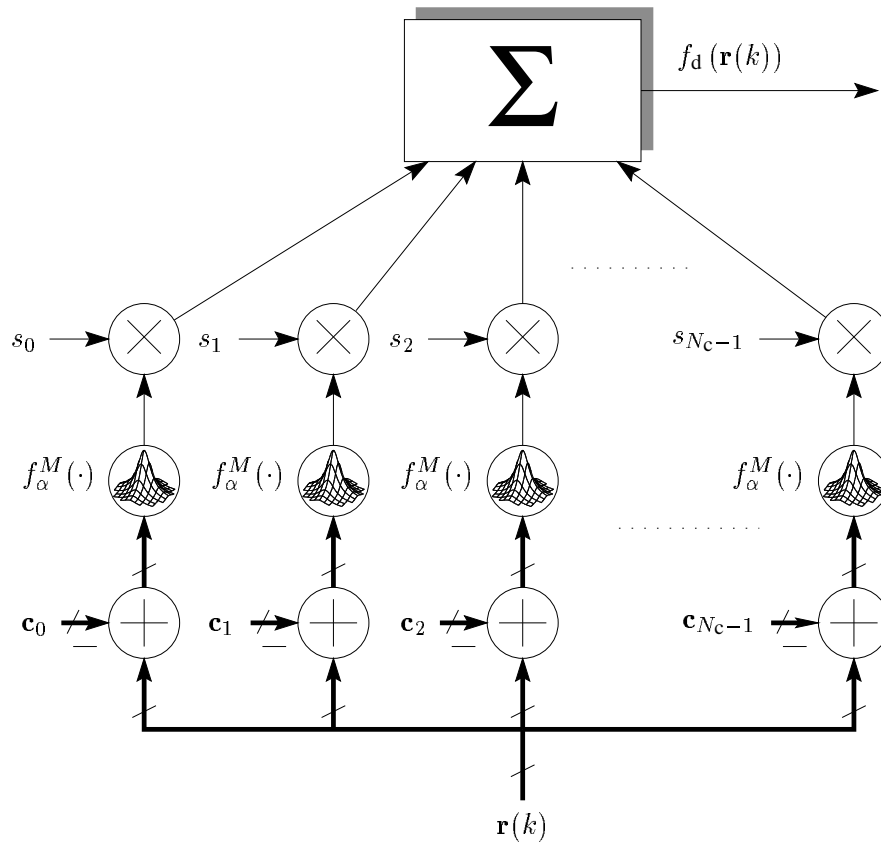 Σ
f_d (r(k))
s_0 s_1 s_2 s_{N_c−1}
f_α^M(·) f_α^M(·) f_α^M(·) f_α^M(·)
c_0 c_1 c_2 c_{N_c−1}
− − − −
r(k)